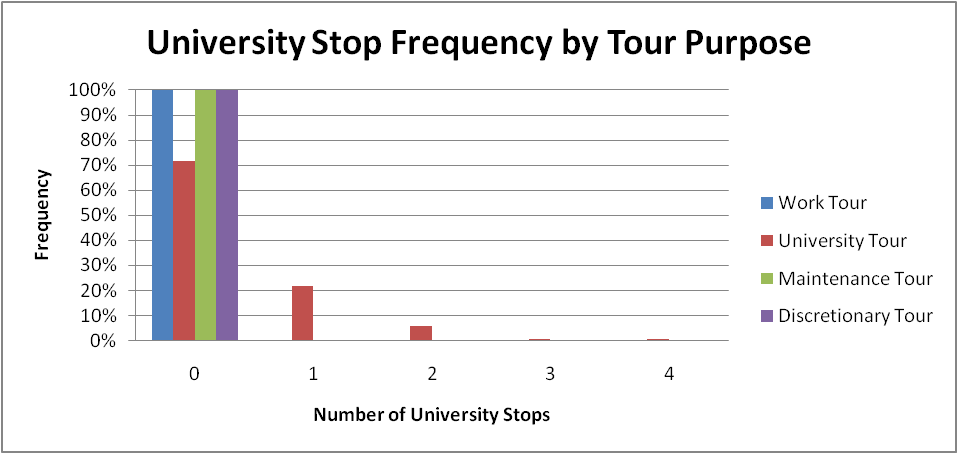 University Stop Frequency by Tour Purpose
100%
90%
80%
70%
60%
50%
40%
30%
20%
10%
0%
Frequency
0 1 2 3 4
Number of University Stops
Work Tour
University Tour
Maintenance Tour
Discretionary Tour